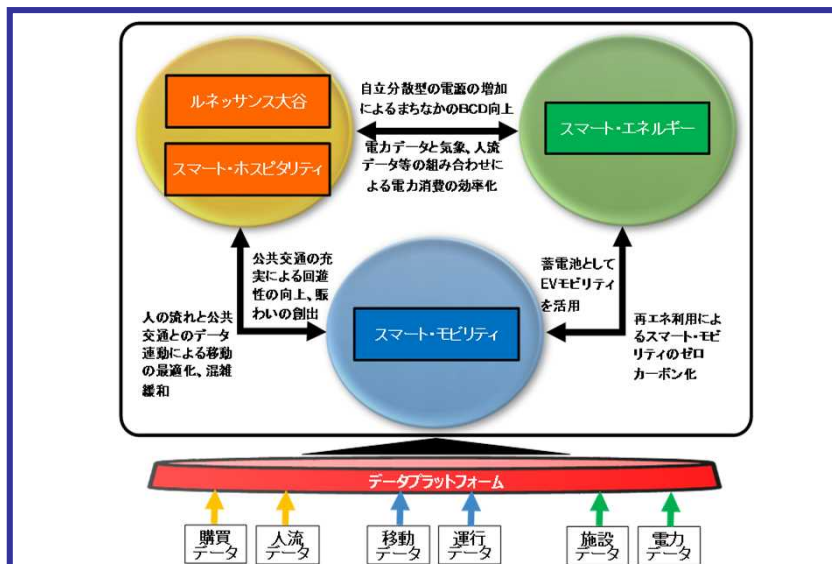 ルネッサンス大谷
スマート・ホスピタリティ
自立分散型の電源の増加
によるまちなかのBCD向上
電力データと気象、人流
データ等の組み合わせに
よる電力消費の効率化
スマート・エネルギー
公共交通の充
実による回遊
性の向上、賑
わいの創出
人の流れと公共
交通とのデータ
連動による移動
の最適化、混雑
緩和
スマート・モビリティ
蓄電池として
EVモビリティ
を活用
再エネ利用によ
るスマート・モビ
リティのゼロ
カーボン化
データプラットフォーム
購買
データ
人流
データ
移動
データ
運行
データ
施設
データ
電力
データ